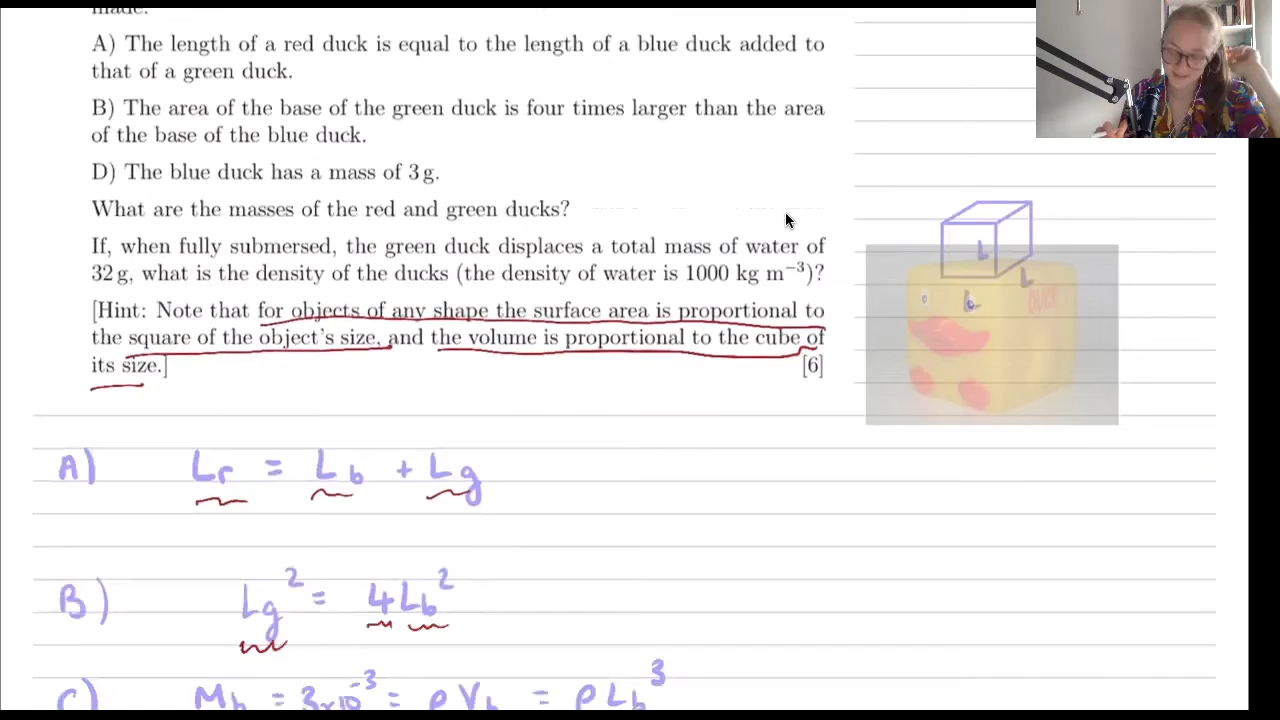 made.
A) The length of a red duck is equal to the length of a blue duck added to
that of a green duck.
B) The area of the base of the green duck is four times larger than the area
of the base of the blue duck.
D) The blue duck has a mass of 3 g.
What are the masses of the red and green ducks?
If, when fully submersed, the green duck displaces a total mass of water of
32 g, what is the density of the ducks (the density of water is 1000 kg m⁻³)?
[Hint: Note that for objects of any shape the surface area is proportional to
the square of the object's size, and the volume is proportional to the cube of
its size.] [6]
L
L
L
DUCK
A) Lr = Lb + Lg
B) Lg² = 4Lb²
C) Mb = 3x10⁻³ = ρVb = ρLb³